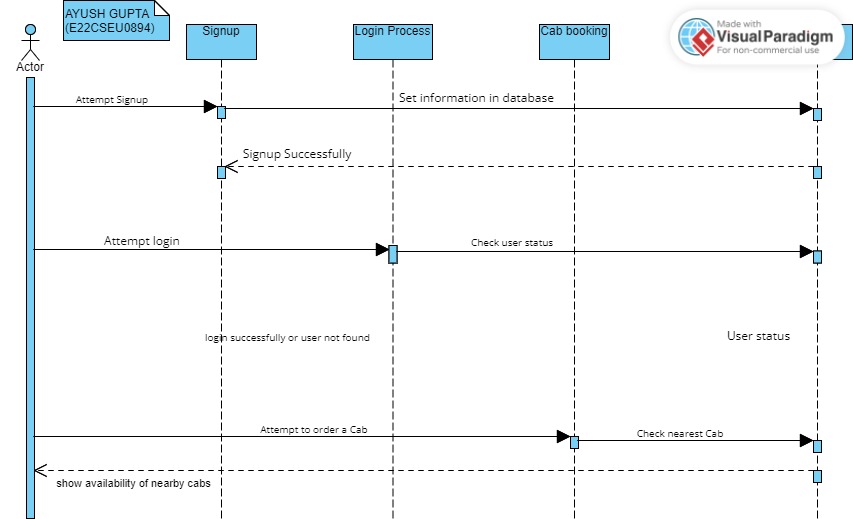 AYUSH GUPTA
(E22CSEU0894)
Signup
Login Process
Cab booking
Made with
Visual Paradigm
For non-commercial use
Actor
Attempt Signup
Set information in database
Signup Successfully
Attempt login
Check user status
login successfully or user not found
User status
Attempt to order a Cab
Check nearest Cab
show availability of nearby cabs